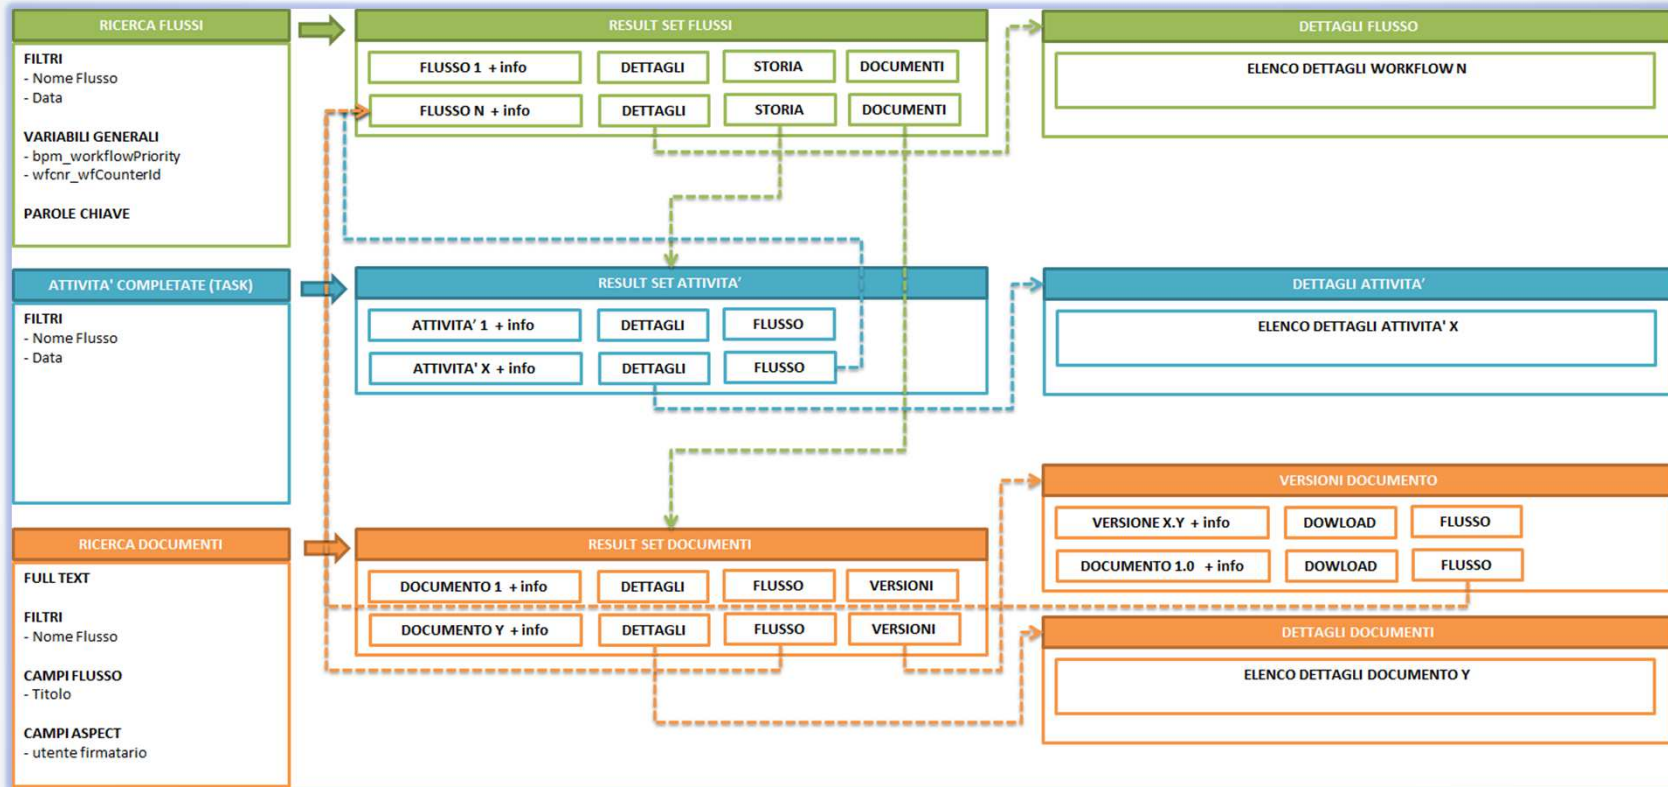 RICERCA FLUSSI
FILTRI
- Nome Flusso
- Data
VARIABILI GENERALI
- bpm_workflowPriority
- wfcnr_wfCounterId
PAROLE CHIAVE
RESULT SET FLUSSI
FLUSSO 1 + info
DETTAGLI
STORIA
DOCUMENTI
FLUSSO N + info
DETTAGLI
STORIA
DOCUMENTI
DETTAGLI FLUSSO
ELENCO DETTAGLI WORKFLOW N
ATTIVITA' COMPLETATE (TASK)
FILTRI
- Nome Flusso
- Data
RESULT SET ATTIVITA’
ATTIVITA’ 1 + info
DETTAGLI
FLUSSO
ATTIVITA' X + info
DETTAGLI
FLUSSO
DETTAGLI ATTIVITA’
ELENCO DETTAGLI ATTIVITA' X
RICERCA DOCUMENTI
FULL TEXT
FILTRI
- Nome Flusso
CAMPI FLUSSO
- Titolo
CAMPI ASPECT
- utente firmatario
RESULT SET DOCUMENTI
DOCUMENTO 1 + info
DETTAGLI
FLUSSO
VERSIONI
DOCUMENTO Y + info
DETTAGLI
FLUSSO
VERSIONI
VERSIONI DOCUMENTO
VERSIONE X.Y + info
DOWLOAD
FLUSSO
DOCUMENTO 1.0 + info
DOWLOAD
FLUSSO
DETTAGLI DOCUMENTI
ELENCO DETTAGLI DOCUMENTO Y